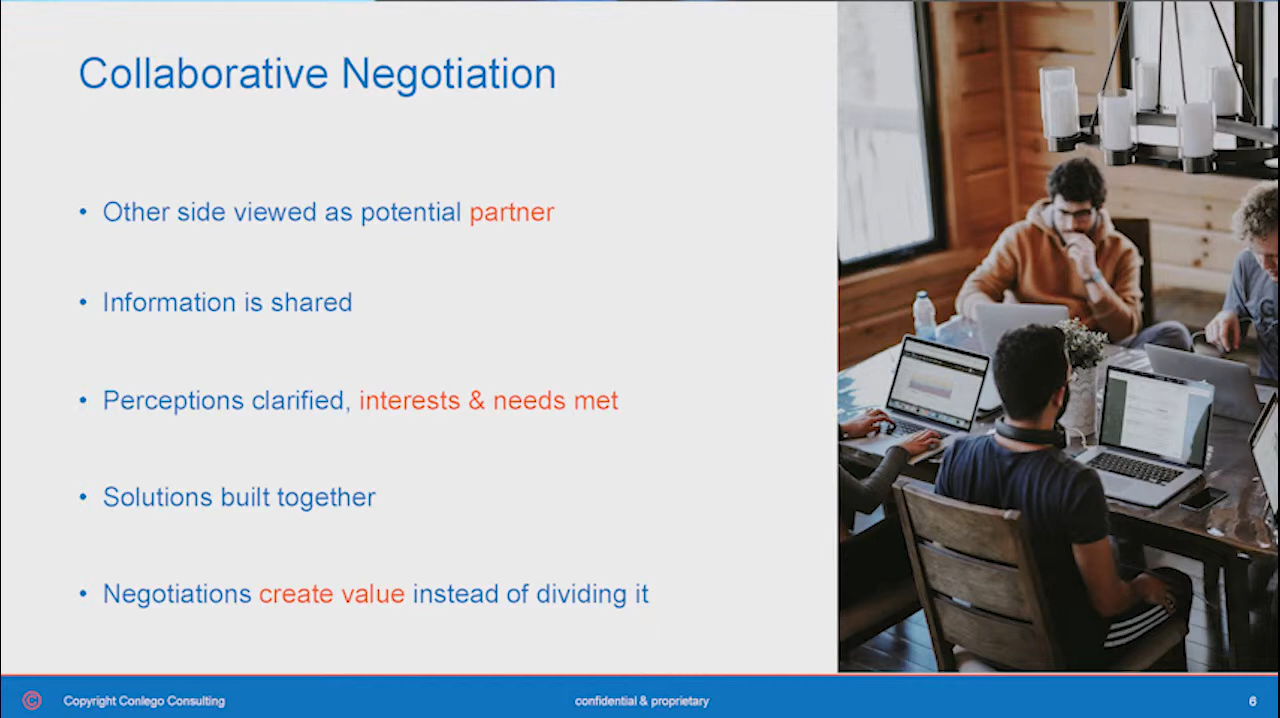 Collaborative Negotiation
• Other side viewed as potential partner
• Information is shared
• Perceptions clarified, interests & needs met
• Solutions built together
• Negotiations create value instead of dividing it
© Copyright Conlego Consulting
confidential & proprietary
6